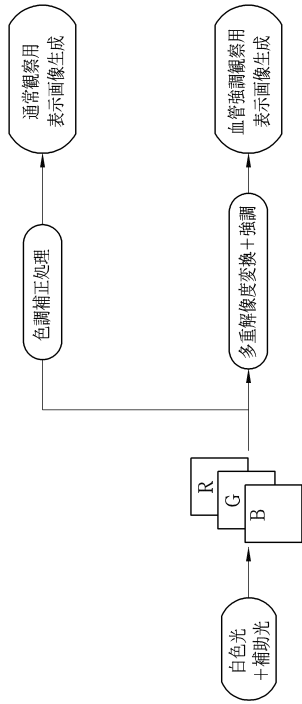 白色光
+補助光
R
G
B
色調補正処理
通常観察用
表示画像生成
多重解像度変換+強調
血管強調観察用
表示画像生成